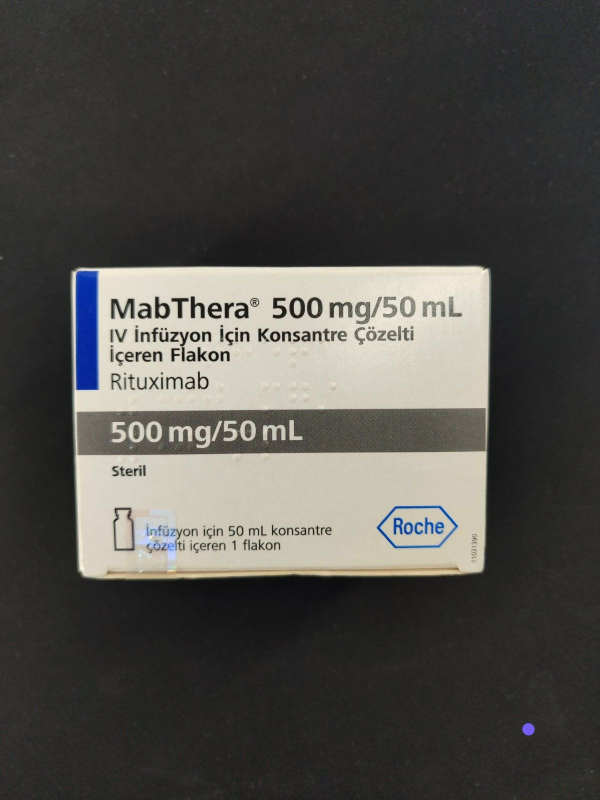 MabThera® 500 mg/50 mL
IV İnfüzyon İçin Konsantre Çözelti
İçeren Flakon
Rituximab
500 mg/50 mL
Steril
İnfüzyon için 50 mL konsantre
çözelti içeren 1 flakon
Roche
11031390